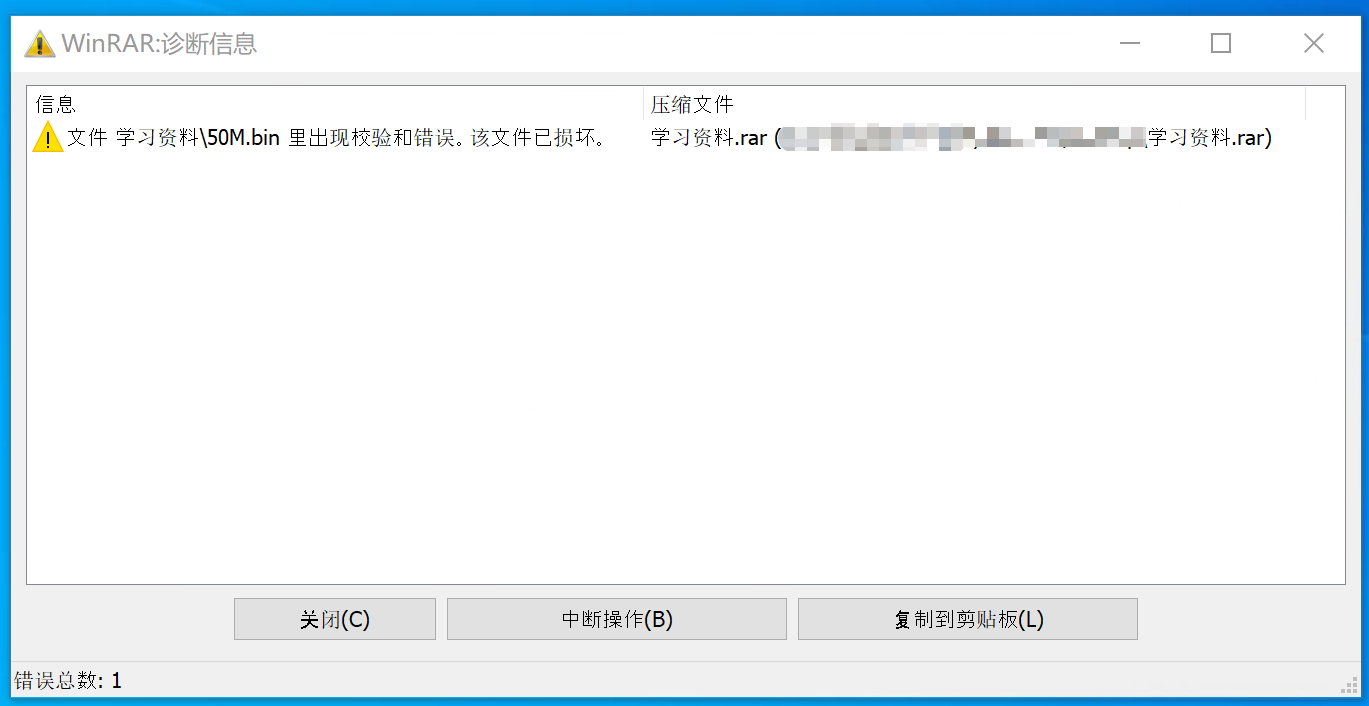 WinRAR:诊断信息
信息 压缩文件
文件 学习资料\50M.bin 里出现校验和错误。该文件已损坏。 学习资料.rar ( 学习资料.rar)
关闭(C) 中断操作(B) 复制到剪贴板(L)
错误总数: 1